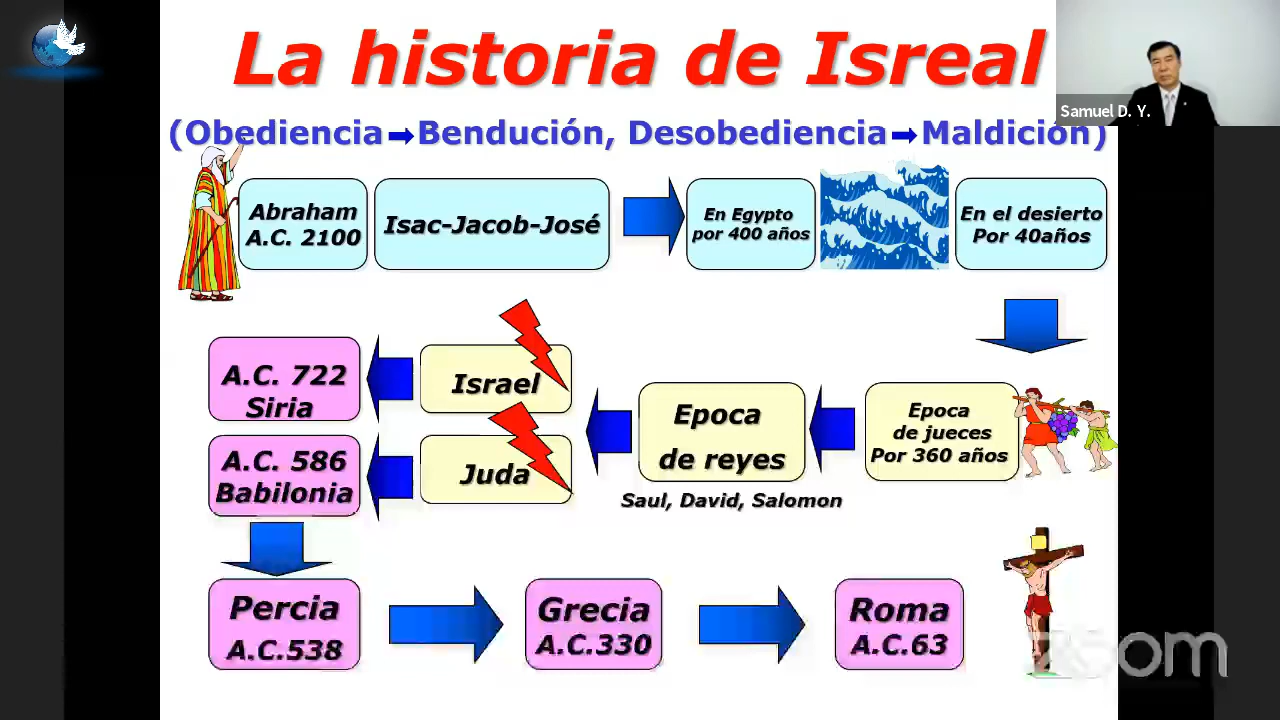 La historia de Isreal
Samuel D. Y.
(Obediencia➡Bendución, Desobediencia➡Maldición)
Abraham
A.C. 2100
Isac-Jacob-José
En Egypto
por 400 años
En el desierto
Por 40años
A.C. 722
Siria
Israel
Epoca
de reyes
Epoca
de jueces
Por 360 años
A.C. 586
Babilonia
Juda
Saul, David, Salomon
Percia
A.C.538
Grecia
A.C.330
Roma
A.C.63
zoom